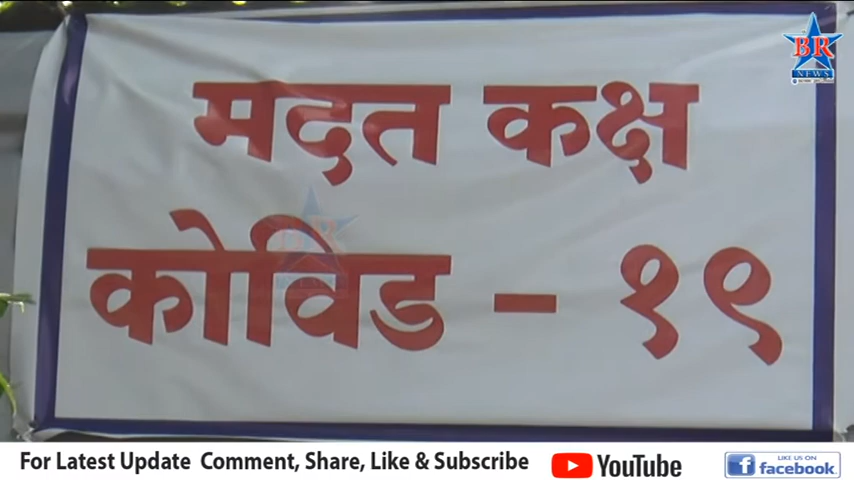 मदत कक्ष
कोविड - १९
BR
NEWS
For Latest Update Comment, Share, Like & Subscribe
YouTube
LIKE US ON
facebook